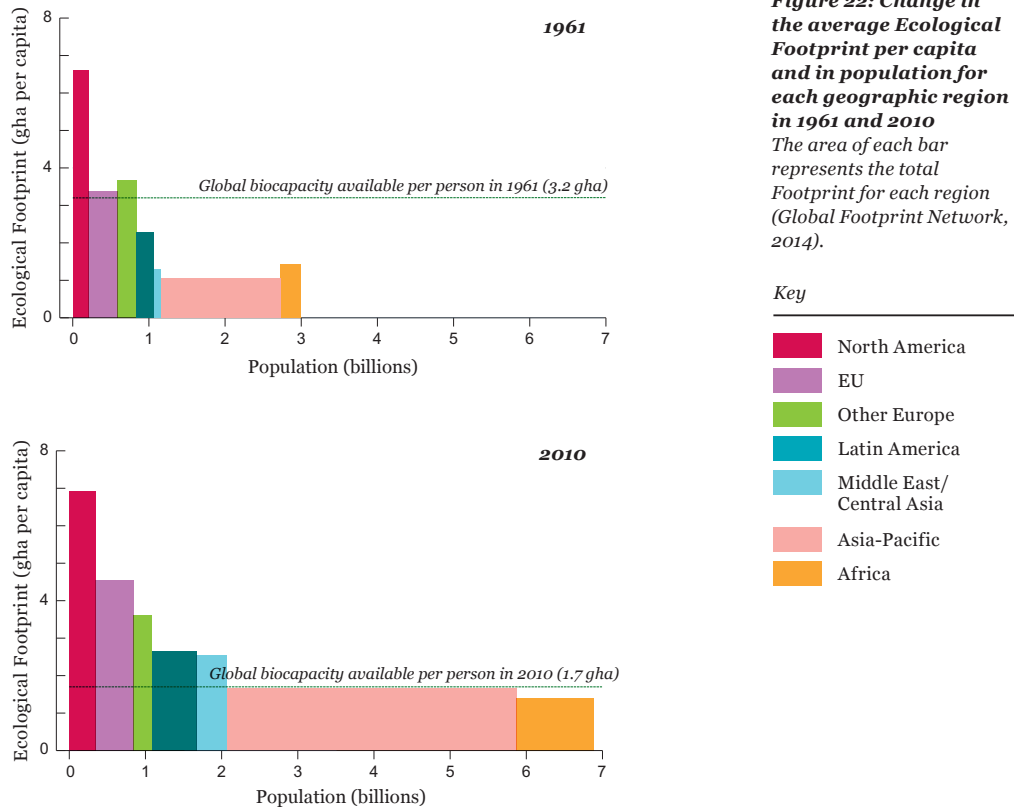 Ecological Footprint (gha per capita)
8
4
0
1961
Global biocapacity available per person in 1961 (3.2 gha)
0 1 2 3 4 5 6 7
Population (billions)
Ecological Footprint (gha per capita)
8
4
0
2010
Global biocapacity available per person in 2010 (1.7 gha)
0 1 2 3 4 5 6 7
Population (billions)
Figure 22: Change in
the average Ecological
Footprint per capita
and in population for
each geographic region
in 1961 and 2010
The area of each bar
represents the total
Footprint for each region
(Global Footprint Network,
2014).
Key
North America
EU
Other Europe
Latin America
Middle East/
Central Asia
Asia-Pacific
Africa